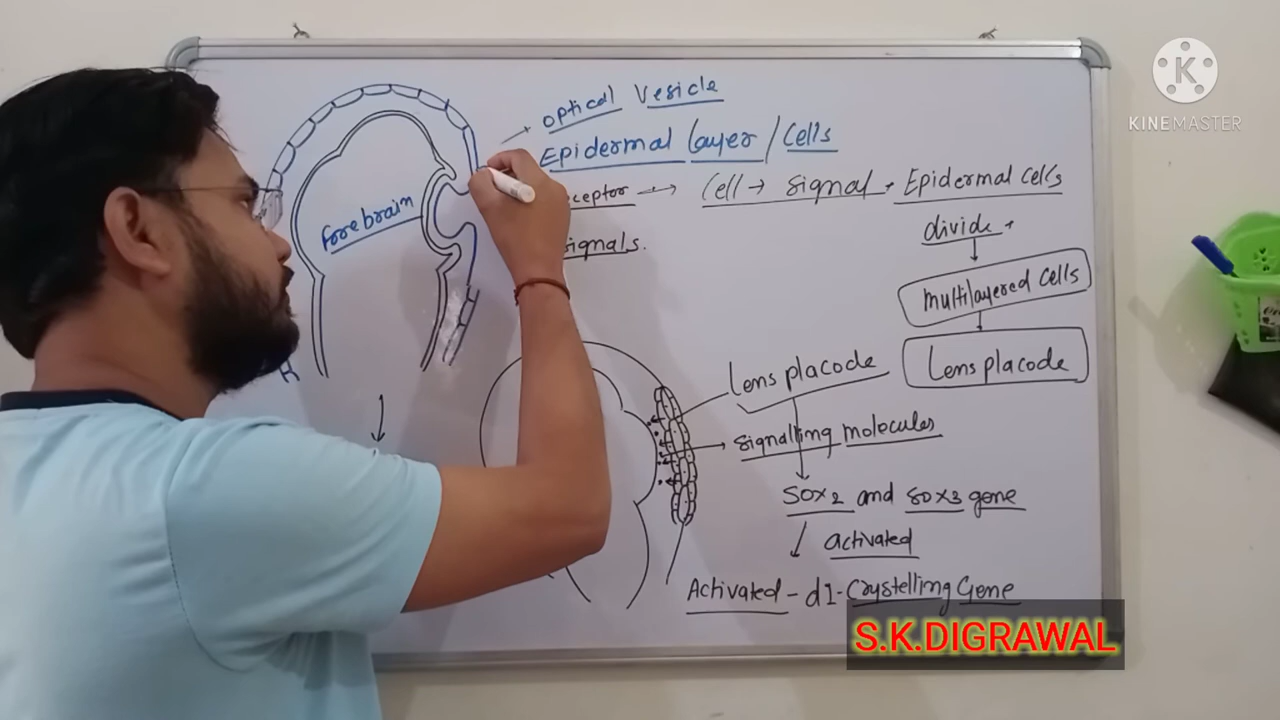 Optical Vesicle
Epidermal layer / Cells
eceptor → Cell → Signal → Epidermal Cells
signals.
divide
multilayered cells
Lens placode
forebrain
Lens placode
signalling molecules
SOX2 and SOX3 gene
activated
Activated - d1 - Crystelling Gene
S.K.DIGRAWAL
K
KINEMASTER